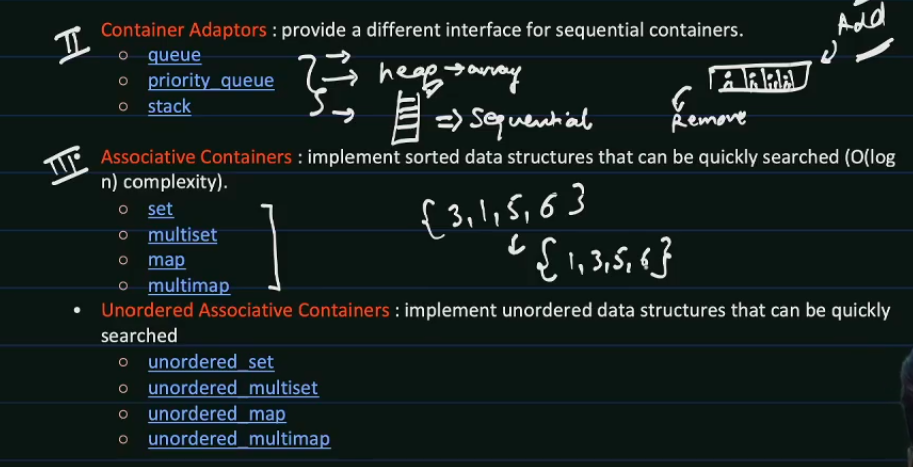 Add
II Container Adaptors : provide a different interface for sequential containers.
queue
priority_queue
heap → array
stack
=> Sequential
Remove
III Associative Containers : implement sorted data structures that can be quickly searched (O(log
n) complexity).
set
{3,1,5,6}
multiset
map
{1,3,5,6}
multimap
• Unordered Associative Containers : implement unordered data structures that can be quickly
searched
unordered_set
unordered_multiset
unordered_map
unordered_multimap